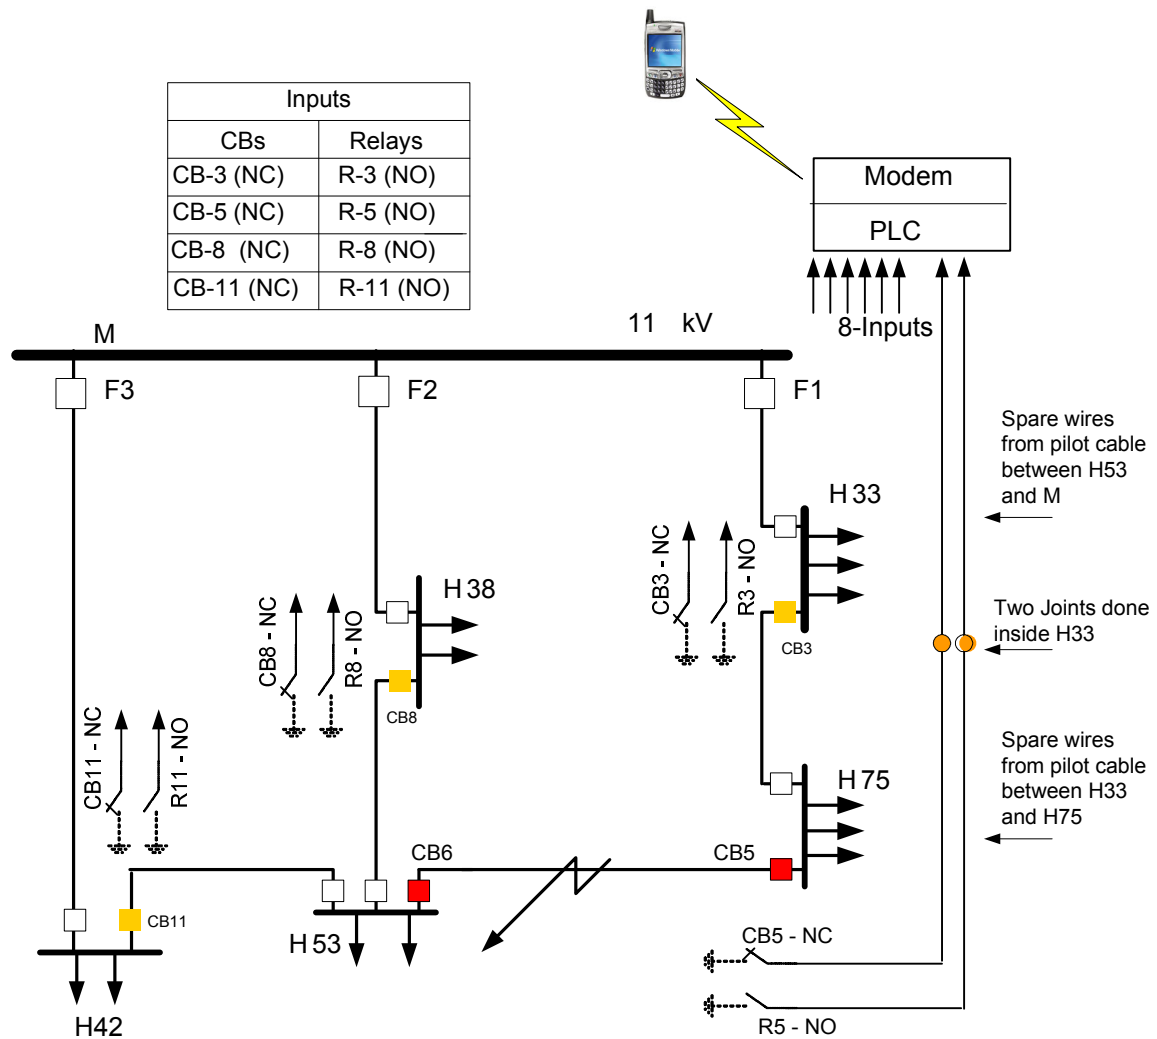 Inputs
CBs Relays
CB-3 (NC) R-3 (NO)
CB-5 (NC) R-5 (NO)
CB-8 (NC) R-8 (NO)
CB-11 (NC) R-11 (NO)
Modem
PLC
8-Inputs
M
11 kV
F3
F2
F1
Spare wires
from pilot cable
between H53
and M
H 33
CB3 - NC
R3 - NO
CB3
H 38
CB8 - NC
R8 - NO
CB8
Two Joints done
inside H33
CB11 - NC
R11 - NO
Spare wires
from pilot cable
between H33
and H75
H 75
CB6
CB5
CB11
H 53
CB5 - NC
R5 - NO
H42